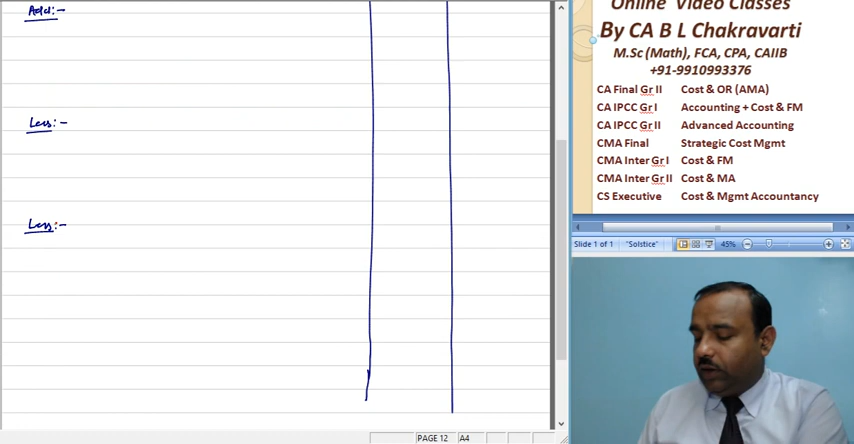 Add:-
Less:-
Less:-
PAGE 12 A4
Online Video Classes
By CA B L Chakravarti
M.Sc (Math), FCA, CPA, CAIIB
+91-9910993376
CA Final Gr II Cost & OR (AMA)
CA IPCC Gr I Accounting + Cost & FM
CA IPCC Gr II Advanced Accounting
CMA Final Strategic Cost Mgmt
CMA Inter Gr I Cost & FM
CMA Inter Gr II Cost & MA
CS Executive Cost & Mgmt Accountancy
Slide 1 of 1 "Solstice" 45%